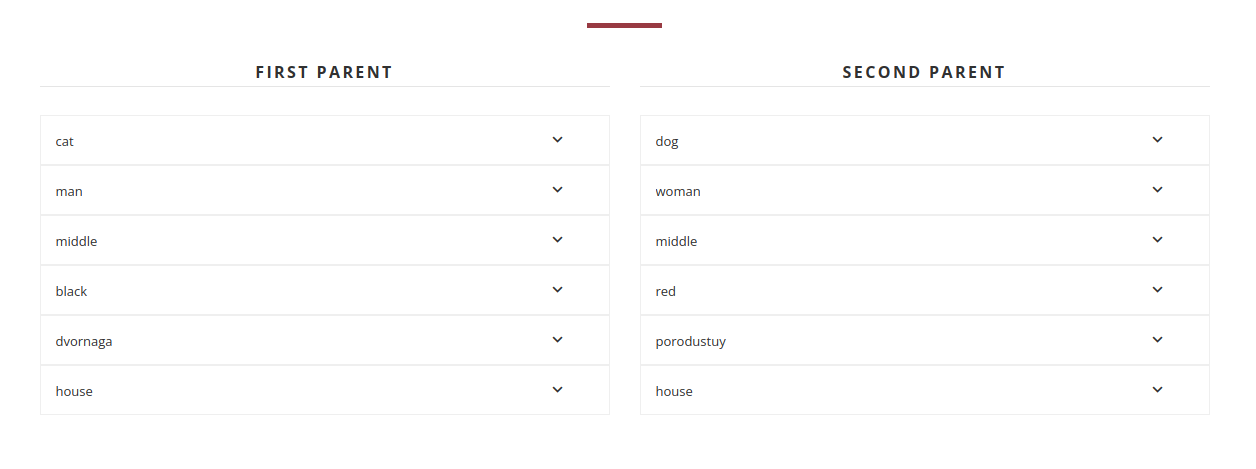 FIRST PARENT
cat
man
middle
black
dvornaga
house
SECOND PARENT
dog
woman
middle
red
porodustuy
house